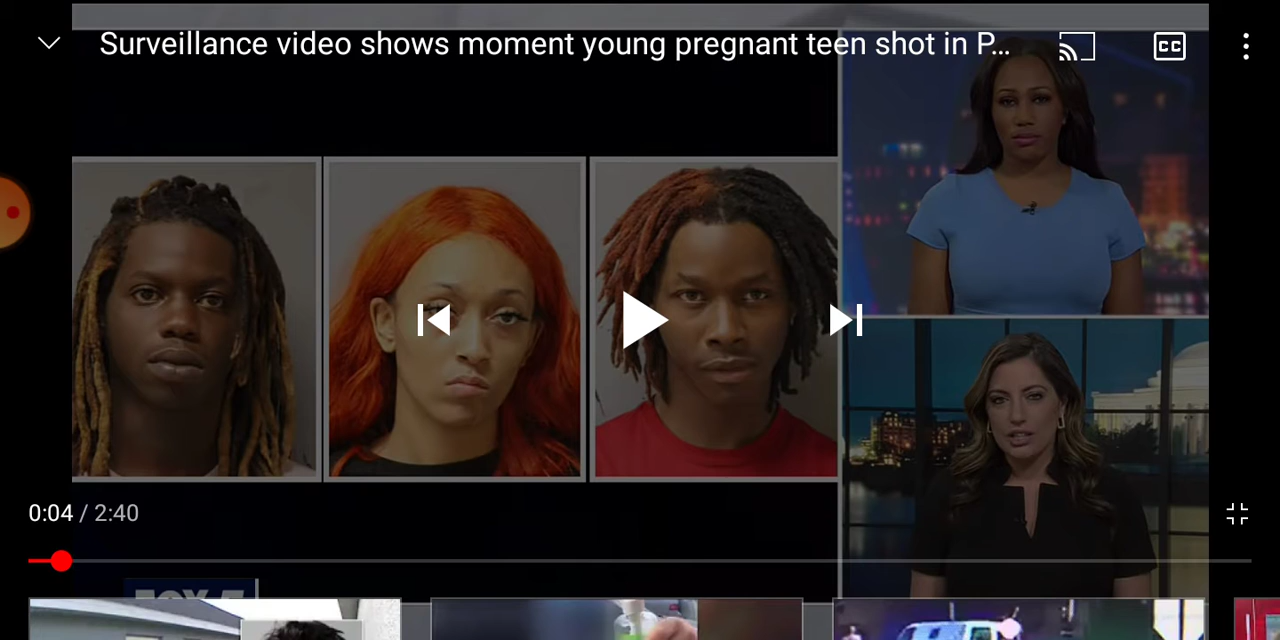 Surveillance video shows moment young pregnant teen shot in P...
CC
0:04 / 2:40